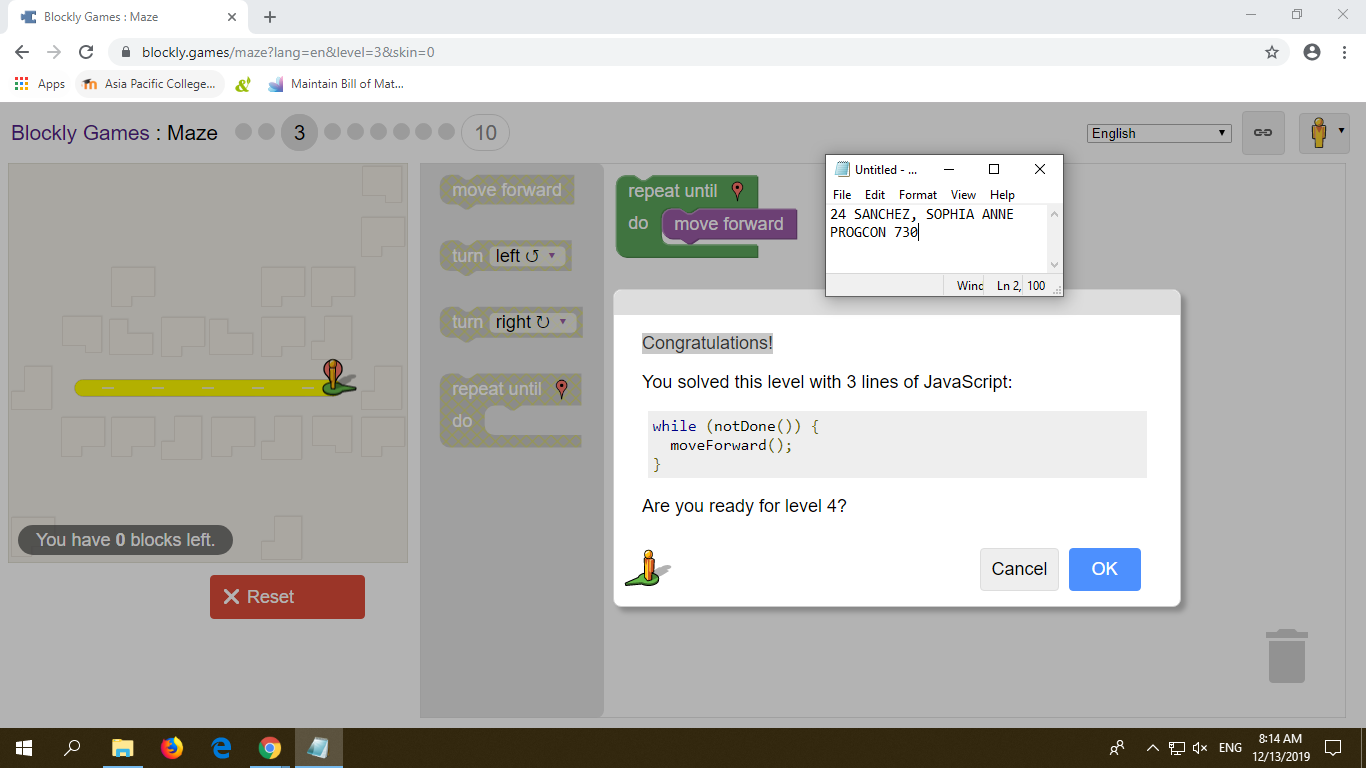 Blockly Games : Maze
blockly.games/maze?lang=en&level=3&skin=0
Apps
Asia Pacific College...
Maintain Bill of Mat...
Blockly Games : Maze
3
10
English
You have 0 blocks left.
Reset
move forward
turn left ↺
turn right ↻
repeat until
do
repeat until
do move forward
Untitled - ...
File Edit Format View Help
24 SANCHEZ, SOPHIA ANNE
PROGCON 730
Wind Ln 2, 100
Congratulations!
You solved this level with 3 lines of JavaScript:
while (notDone()) {
moveForward();
}
Are you ready for level 4?
Cancel
OK
ENG
8:14 AM
12/13/2019